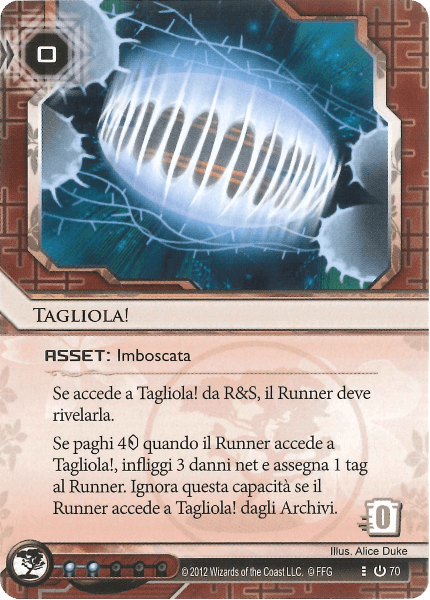 0
TAGLIOLA!
ASSET: Imboscata
Se accede a Tagliola! da R&S, il Runner deve
rivelarla.
Se paghi 4 quando il Runner accede a
Tagliola!, infliggi 3 danni net e assegna 1 tag
al Runner. Ignora questa capacità se il
Runner accede a Tagliola! dagli Archivi.
0
Illus. Alice Duke
© 2012 Wizards of the Coast LLC. © FFG
70